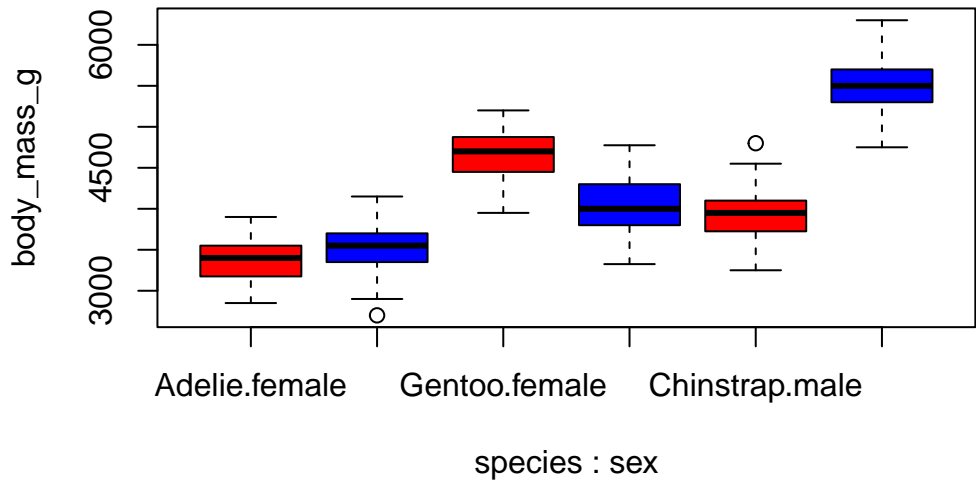 body_mass_g
6000
4500
3000
Adelie.female Gentoo.female Chinstrap.male
species : sex